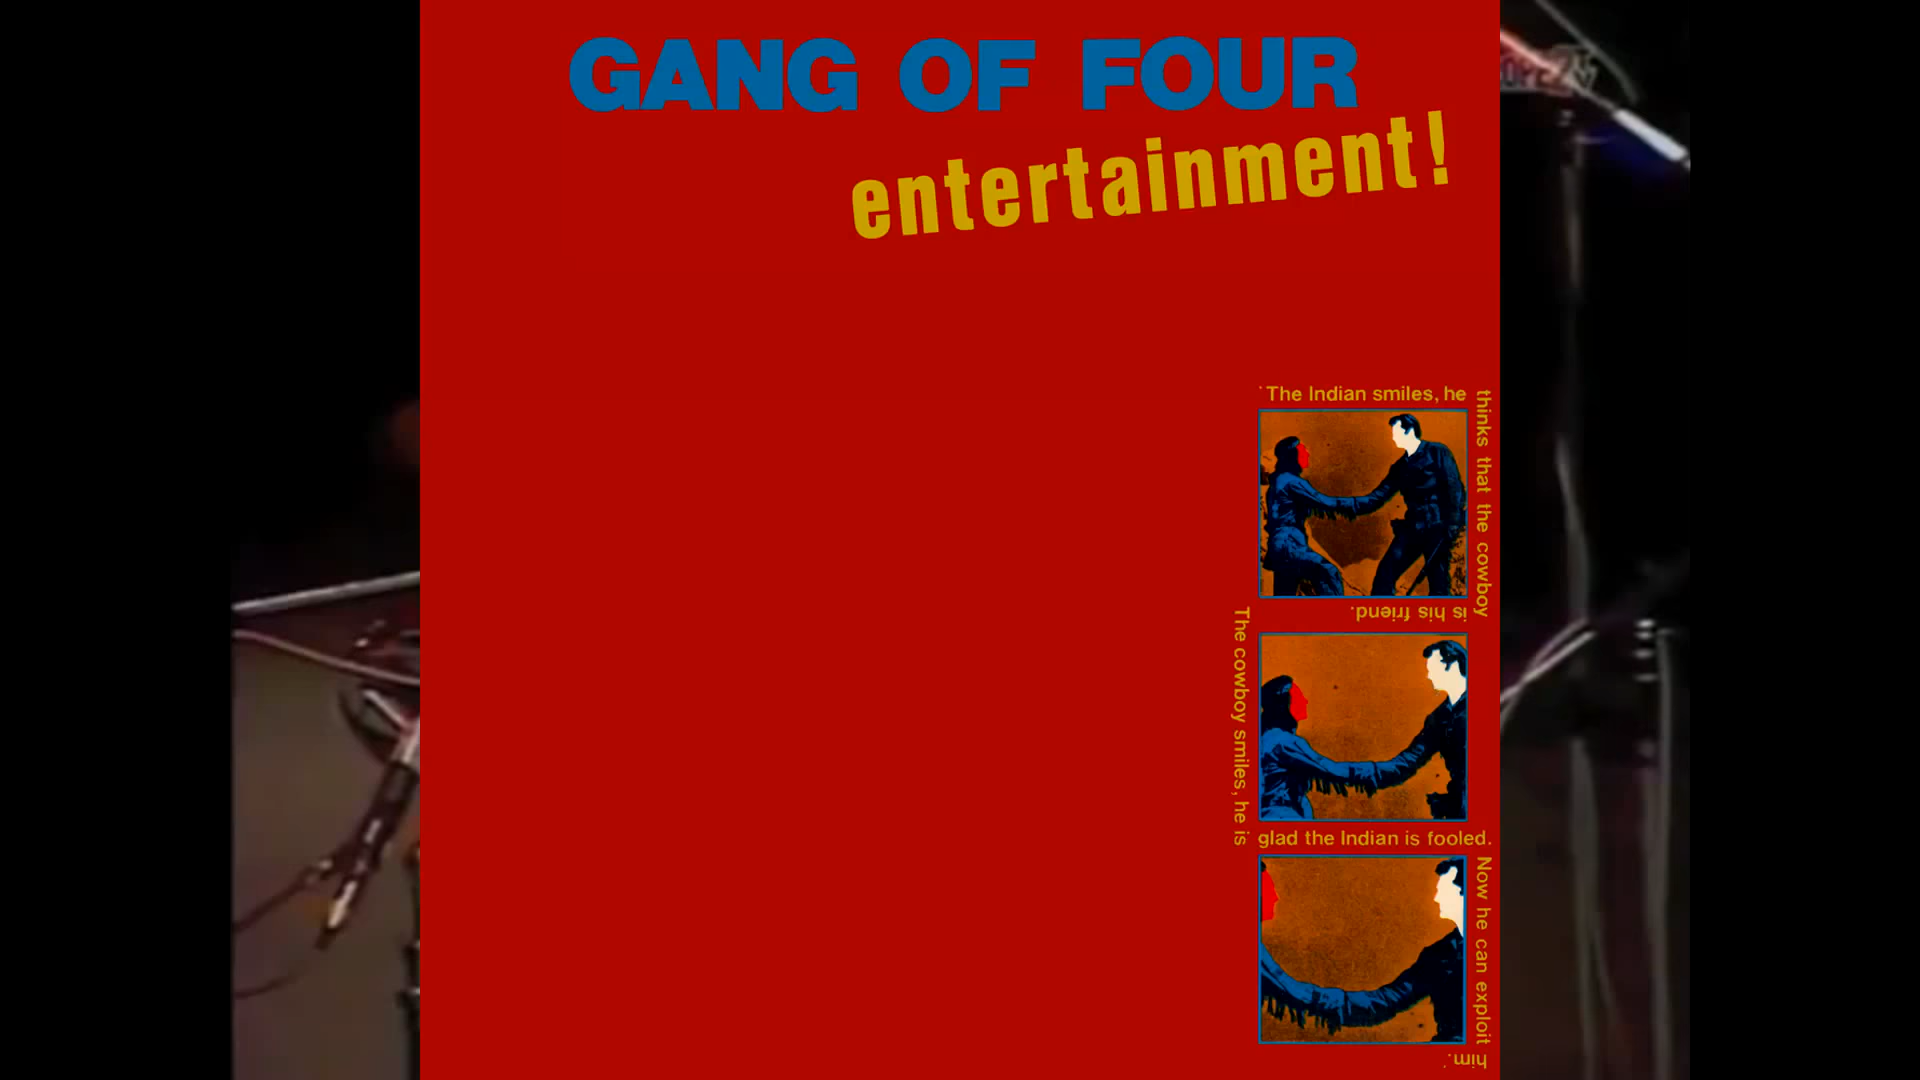 GANG OF FOUR
entertainment!
'The Indian smiles, he
thinks that the cowboy
is his friend.
The cowboy smiles, he is
glad the Indian is fooled.
Now he can exploit
him.'